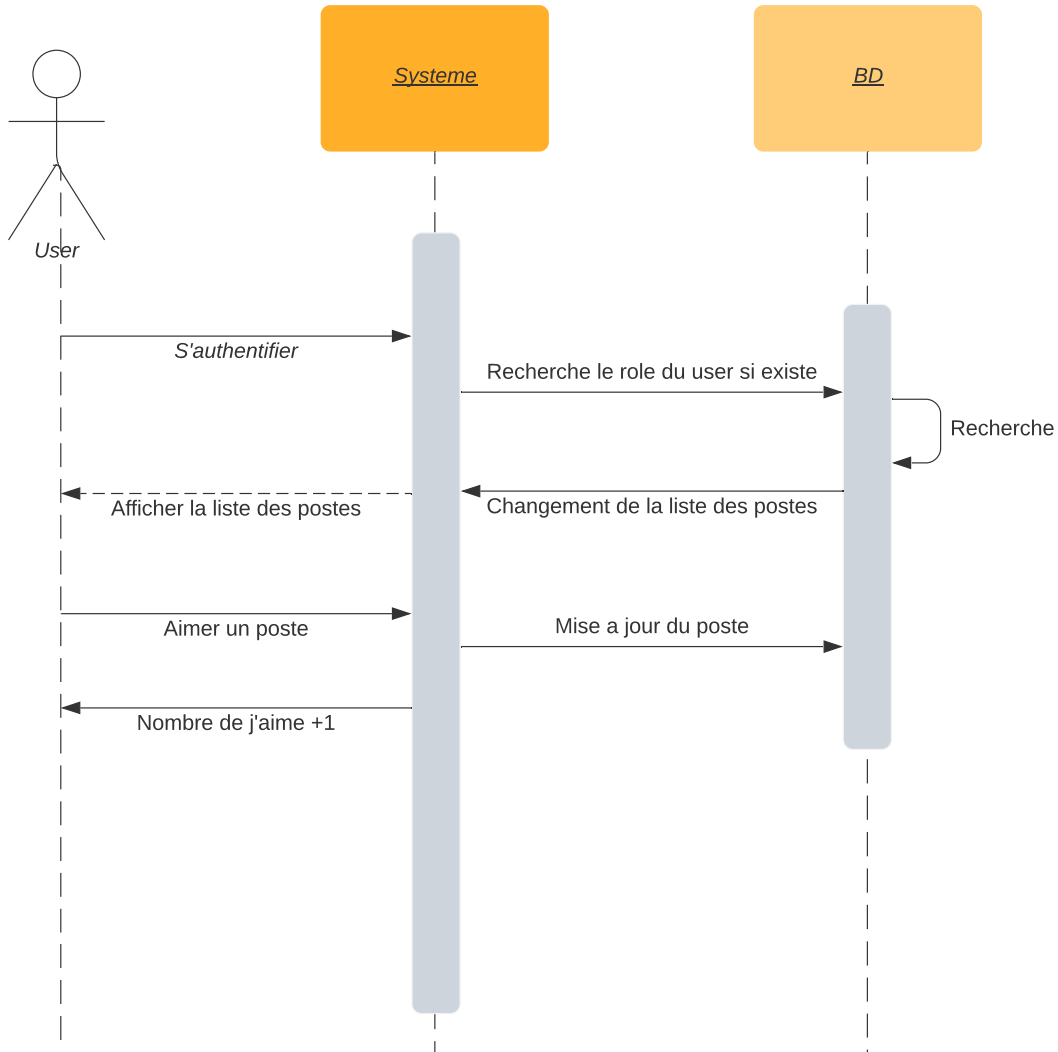 Systeme
BD
User
S'authentifier
Recherche le role du user si existe
Recherche
Afficher la liste des postes
Changement de la liste des postes
Aimer un poste
Mise a jour du poste
Nombre de j'aime +1